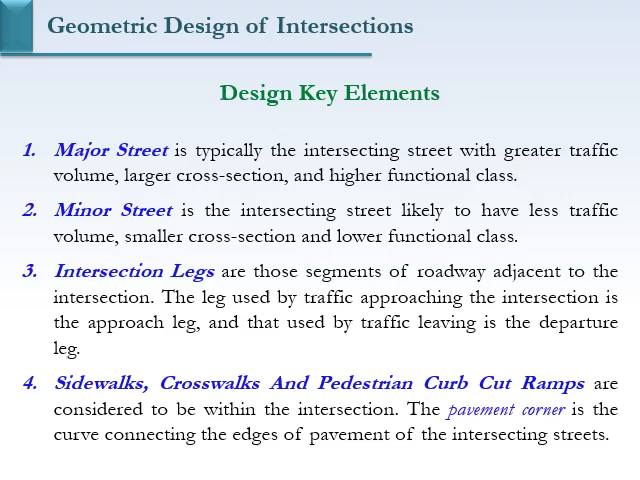 Geometric Design of Intersections
Design Key Elements
1. Major Street is typically the intersecting street with greater traffic
volume, larger cross-section, and higher functional class.
2. Minor Street is the intersecting street likely to have less traffic
volume, smaller cross-section and lower functional class.
3. Intersection Legs are those segments of roadway adjacent to the
intersection. The leg used by traffic approaching the intersection is
the approach leg, and that used by traffic leaving is the departure
leg.
4. Sidewalks, Crosswalks And Pedestrian Curb Cut Ramps are
considered to be within the intersection. The pavement corner is the
curve connecting the edges of pavement of the intersecting streets.